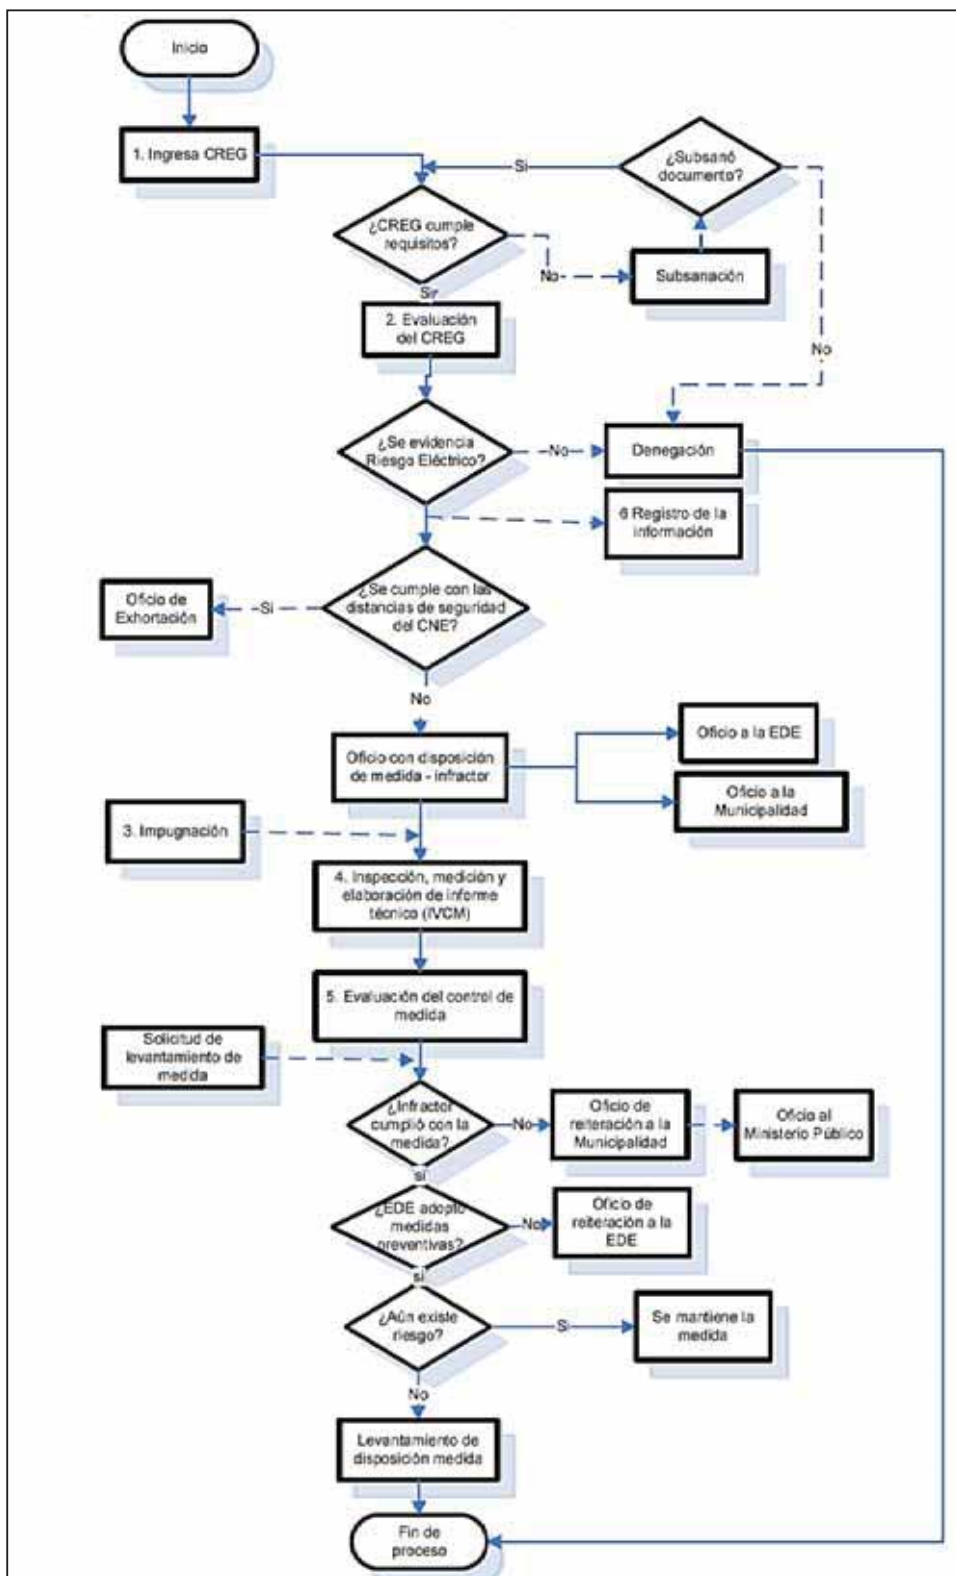 Inicio
1. Ingresa CREG
¿Subsanó
documento?
Si
¿CREG cumple
requisitos?
No
Subsanación
Sir
2. Evaluación
del CREG
No
¿Se evidencia
Riesgo Eléctrico?
No
Denegación
6 Registro de la
información
¿Se cumple con las
distancias de seguridad
del CNE?
Si
Oficio de
Exhortación
No
Oficio con disposición
de medida - infractor
Oficio a la EDE
Oficio a la
Municipalidad
3. Impugnación
4. Inspección, medición y
elaboración de informe
técnico (IVCM)
5. Evaluación del control de
medida
Solicitud de
levantamiento de
medida
¿Infractor
cumplió con la
medida?
No
Oficio de
reiteración a la
Municipalidad
Oficio al
Ministerio Público
si
¿EDE adoptó
medidas
preventivas?
No
Oficio de
reiteración a la
EDE
si
¿Aún existe
riesgo?
Si
Se mantiene la
medida
No
Levantamiento de
disposición medida
Fin de
proceso